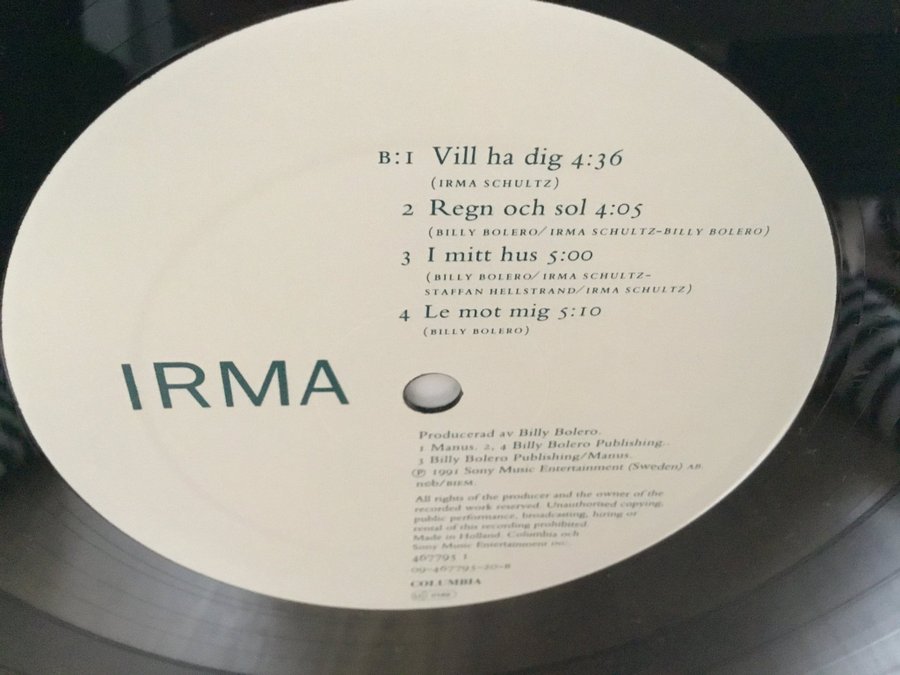 B:1 Vill ha dig 4:36
(IRMA SCHULTZ)
2 Regn och sol 4:05
(BILLY BOLERO/IRMA SCHULTZ-BILLY BOLERO)
3 I mitt hus 5:00
(BILLY BOLERO/IRMA SCHULTZ-
STAFFAN HELLSTRAND/IRMA SCHULTZ)
4 Le mot mig 5:10
(BILLY BOLERO)
IRMA
Producerad av Billy Bolero.
1 Manus. 2, 4 Billy Bolero Publishing.
3 Billy Bolero Publishing/Manus.
℗ 1991 Sony Music Entertainment (Sweden) AB.
ncb/BIEM.
All rights of the producer and the owner of the
recorded work reserved. Unauthorised copying,
public performance, broadcasting, hiring or
rental of this recording prohibited.
Made in Holland. Columbia och
Sony Music Entertainment INC.
467795 1
09-467795-20-B
COLUMBIA